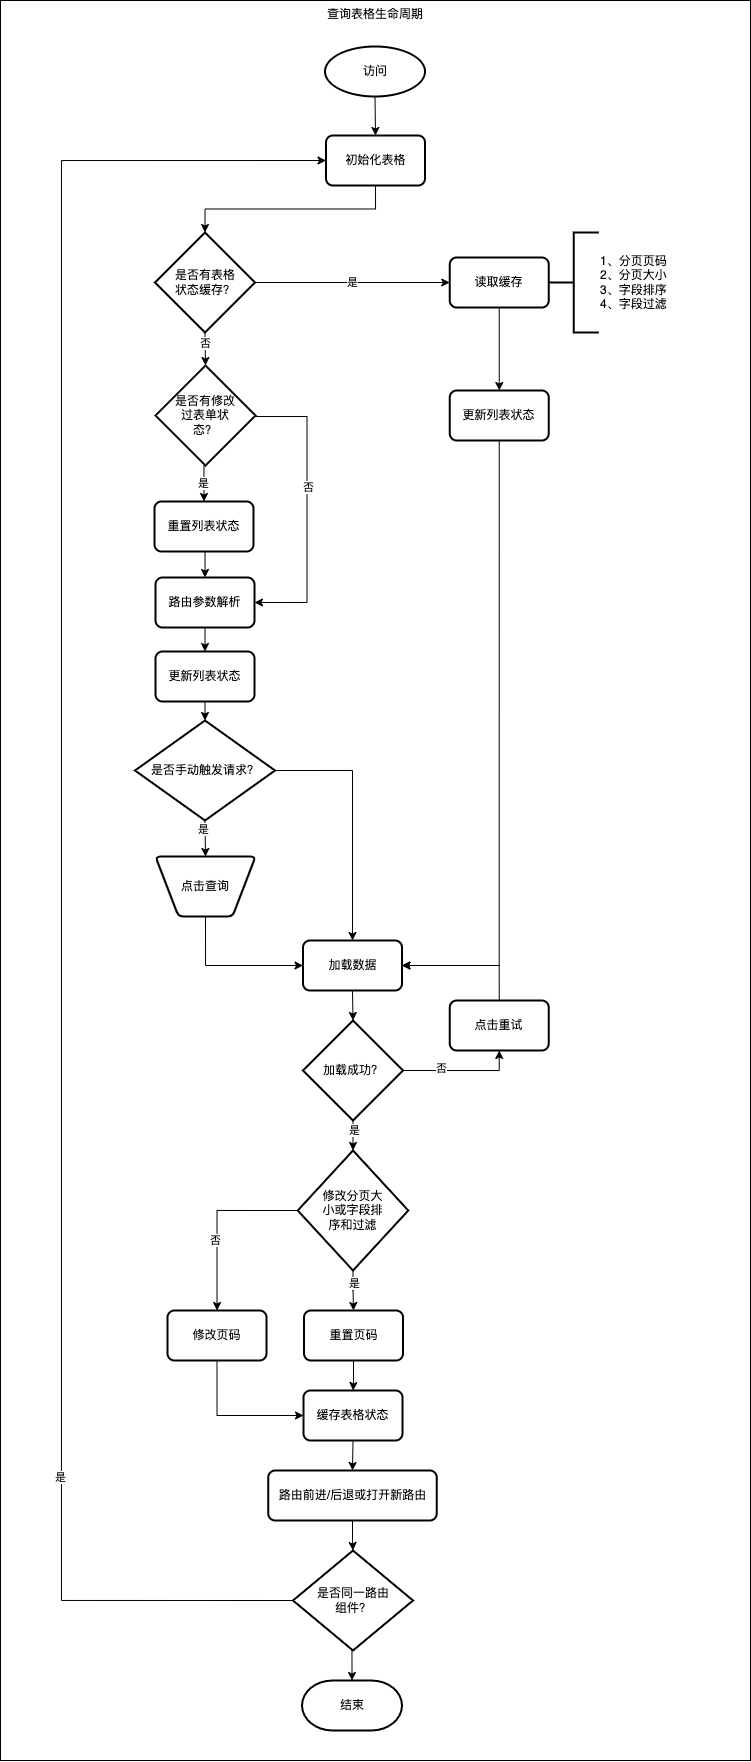 查询表格生命周期
访问
初始化表格
是否有表格
状态缓存?
是
读取缓存
1、分页页码
2、分页大小
3、字段排序
4、字段过滤
否
是否有修改
过表单状
态?
更新列表状态
是
否
重置列表状态
路由参数解析
更新列表状态
是否手动触发请求?
是
点击查询
加载数据
点击重试
加载成功?
否
是
修改分页大
小或字段排
序和过滤
否
是
修改页码
重置页码
缓存表格状态
是
路由前进/后退或打开新路由
是否同一路由
组件?
结束